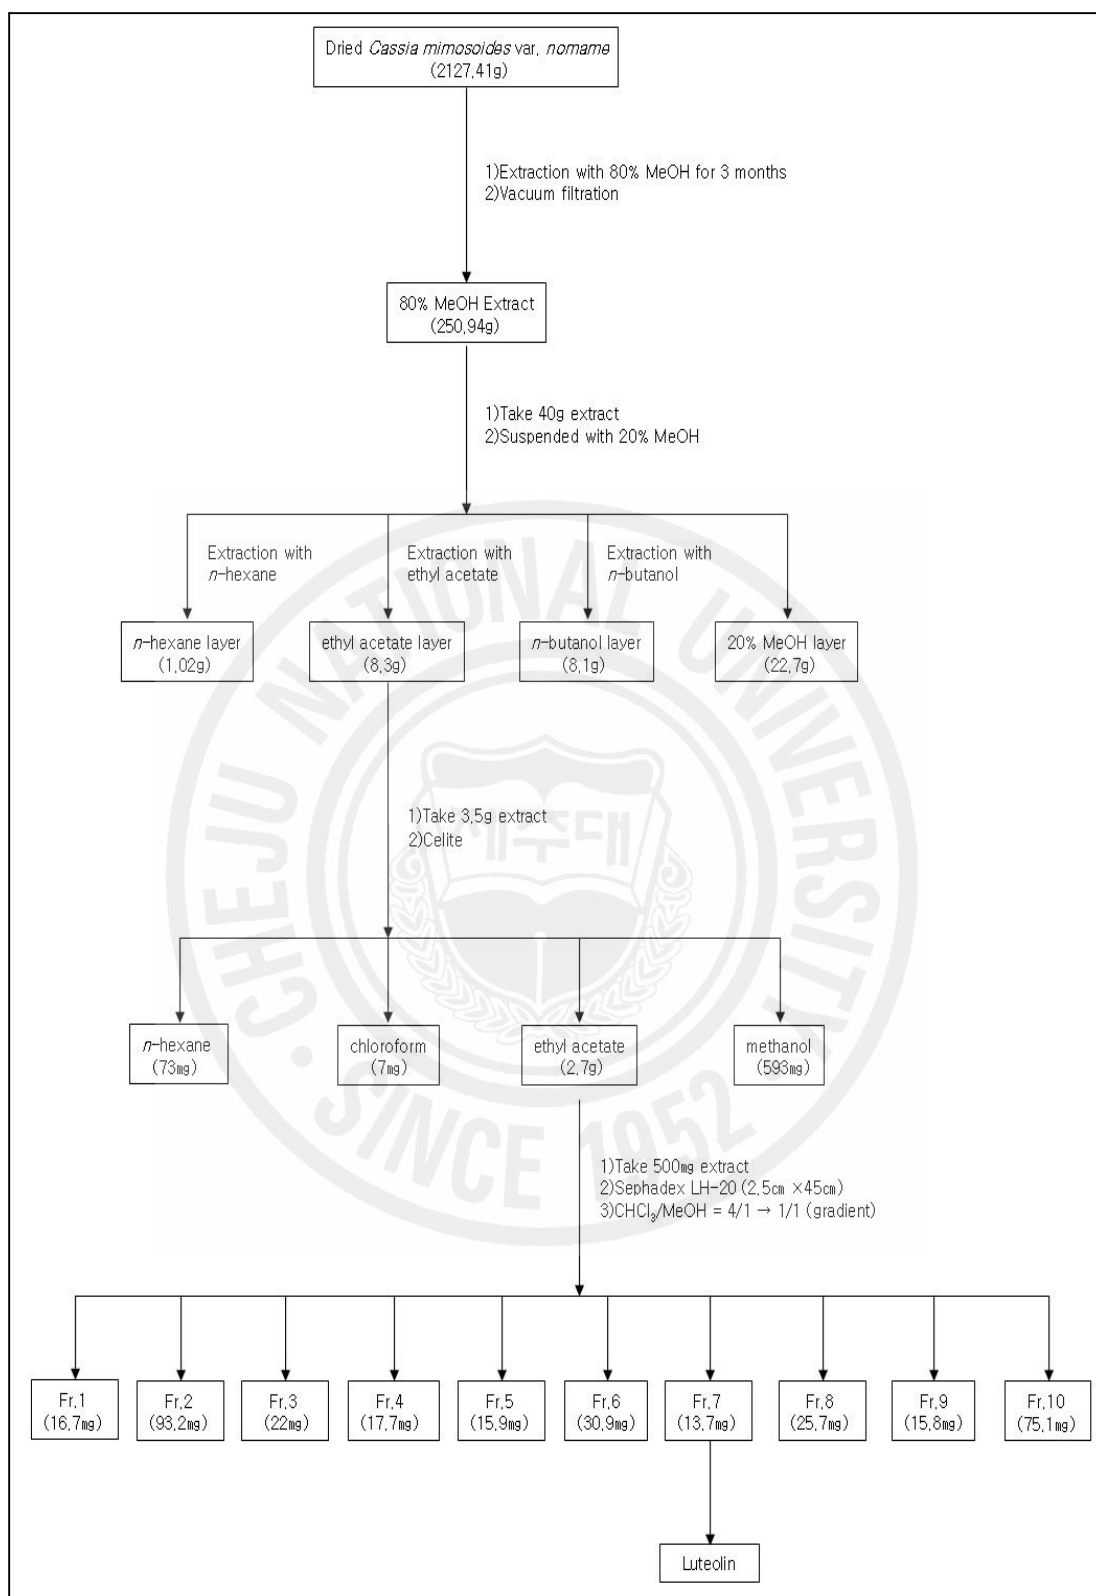 Dried Cassia mimosoides var. nomame
(2127.41g)
1)Extraction with 80% MeOH for 3 months
2)Vacuum filtration
80% MeOH Extract
(250.94g)
1)Take 40g extract
2)Suspended with 20% MeOH
Extraction with
n-hexane
Extraction with
ethyl acetate
Extraction with
n-butanol
n-hexane layer
(1.02g)
ethyl acetate layer
(8.3g)
n-butanol layer
(8.1g)
20% MeOH layer
(22.7g)
1)Take 3.5g extract
2)Celite
n-hexane
(73㎎)
chloroform
(7㎎)
ethyl acetate
(2.7g)
methanol
(593㎎)
1)Take 500㎎ extract
2)Sephadex LH-20 (2.5㎝ ×45㎝)
3)CHCl₃/MeOH = 4/1 → 1/1 (gradient)
Fr.1
(16.7㎎)
Fr.2
(93.2㎎)
Fr.3
(22㎎)
Fr.4
(17.7㎎)
Fr.5
(15.9㎎)
Fr.6
(30.9㎎)
Fr.7
(13.7㎎)
Fr.8
(25.7㎎)
Fr.9
(15.8㎎)
Fr.10
(75.1㎎)
Luteolin
CHEJU NATIONAL UNIVERSITY
제주대
SINCE 1952